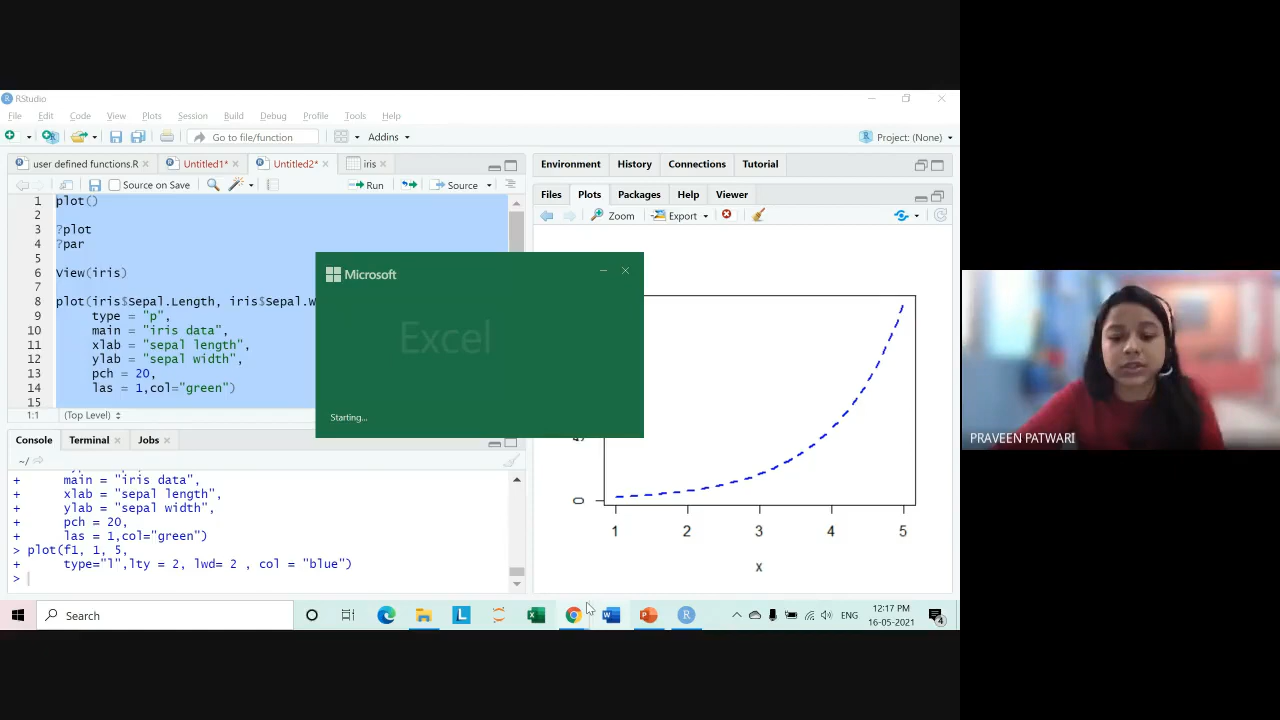 RStudio
File Edit Code View Plots Session Build Debug Profile Tools Help
Go to file/function Addins Project: (None)
user defined functions.R Untitled1* Untitled2* iris
Source on Save Run Source
1 plot()
2
3 ?plot
4 ?par
5
6 View(iris)
7
8 plot(iris$Sepal.Length, iris$Sepal.W
9 type = "p",
10 main = "iris data",
11 xlab = "sepal length",
12 ylab = "sepal width",
13 pch = 20,
14 las = 1,col="green")
15
1:1 (Top Level)
Console Terminal Jobs
~/
+ main = "iris data",
+ xlab = "sepal length",
+ ylab = "sepal width",
+ pch = 20,
+ las = 1,col="green")
> plot(f1, 1, 5,
+ type="l",lty = 2, lwd= 2 , col = "blue")
>
Environment History Connections Tutorial
Files Plots Packages Help Viewer
Zoom Export
0
1 2 3 4 5
x
Microsoft
Excel
Starting...
PRAVEEN PATWARI
Search
ENG
12:17 PM
16-05-2021
4